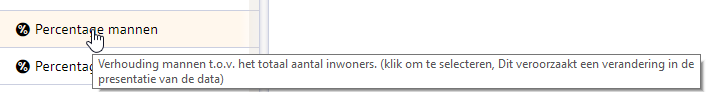 % Percentage mannen
% Percentag
Verhouding mannen t.o.v. het totaal aantal inwoners. (klik om te selecteren, Dit veroorzaakt een verandering in de
presentatie van de data)